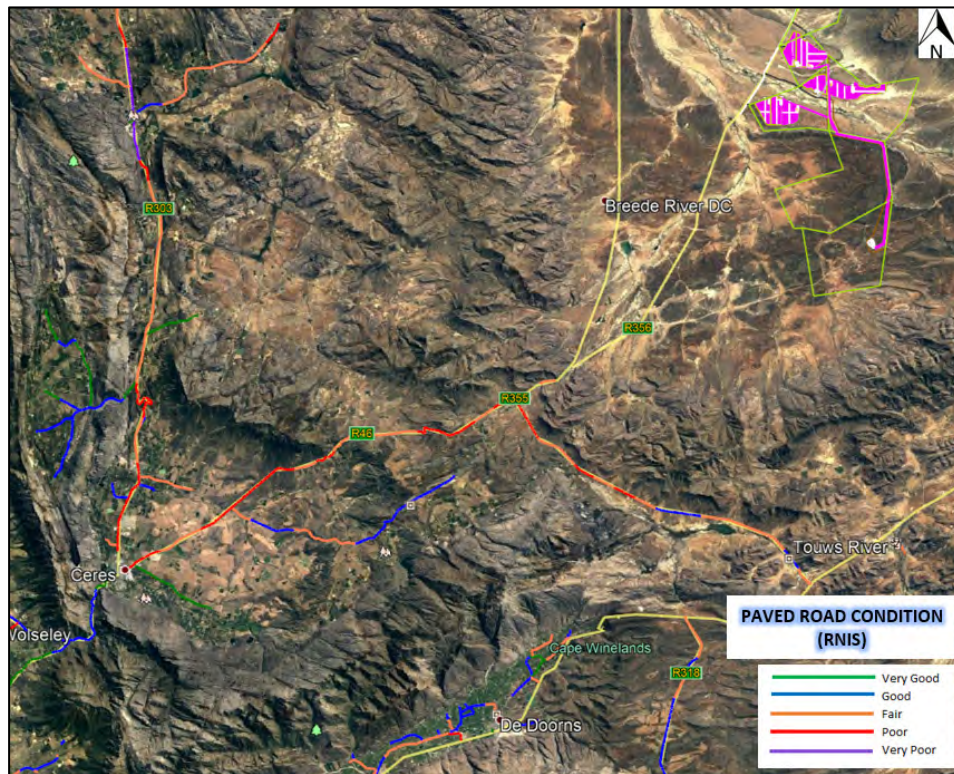 N
R303
Breede River DC
R356
R355
R46
Ceres
Touws River
Wolseley
Cape Winelands
R318
De Doorns
PAVED ROAD CONDITION
(RNIS)
Very Good
Good
Fair
Poor
Very Poor